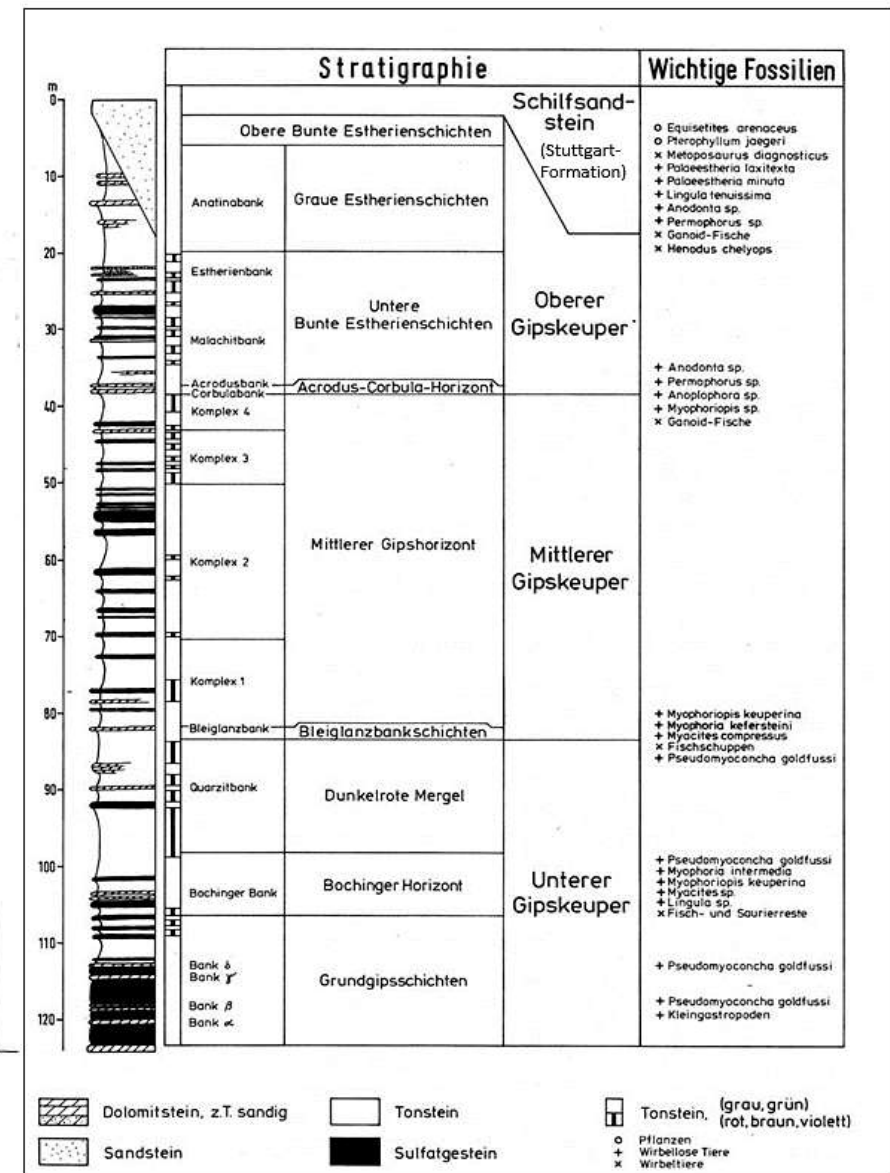 Stratigraphie
Wichtige Fossilien
m
0
10
20
30
40
50
60
70
80
90
100
110
120
Anatinabank
Estherienbank
Malachitbank
Acrodusbank
Corbulabank
Komplex 4
Komplex 3
Komplex 2
Komplex 1
Bleiglanzbank
Quarzitbank
Bochinger Bank
Bank δ
Bank γ
Bank β
Bank α
Obere Bunte Estherienschichten
Graue Estherienschichten
Untere
Bunte Estherienschichten
Acrodus-Corbula-Horizont
Mittlerer Gipshorizont
Bleiglanzbankschichten
Dunkelrote Mergel
Bochinger Horizont
Grundgipsschichten
Schilfsand-
stein
(Stuttgart-
Formation)
Oberer
Gipskeuper
Mittlerer
Gipskeuper
Unterer
Gipskeuper
o Equisetites arenaceus
o Pterophyllum jaegeri
x Metoposaurus diagnosticus
+ Palaeestheria laxitexta
+ Palaeestheria minuta
+ Lingula tenuissima
+ Anodonta sp.
+ Permophorus sp.
x Ganoid-Fische
x Henodus chelyops
+ Anodonta sp.
+ Permophorus sp.
+ Anoplophora sp.
+ Myophoriopis sp.
x Ganoid-Fische
+ Myophoriopis keuperina
+ Myophoria kefersteini
+ Myacites compressus
x Fischschuppen
+ Pseudomyoconcha goldfussi
+ Pseudomyoconcha goldfussi
+ Myophoria intermedia
+ Myophoriopis keuperina
+ Myacites sp.
+ Lingula sp.
x Fisch- und Saurierreste
+ Pseudomyoconcha goldfussi
+ Pseudomyoconcha goldfussi
+ Kleingastropoden
Dolomitstein, z.T. sandig
Sandstein
Tonstein
Sulfatgestein
Tonstein, (grau, grün)
(rot, braun, violett)
o Pflanzen
+ Wirbellose Tiere
x Wirbeltiere